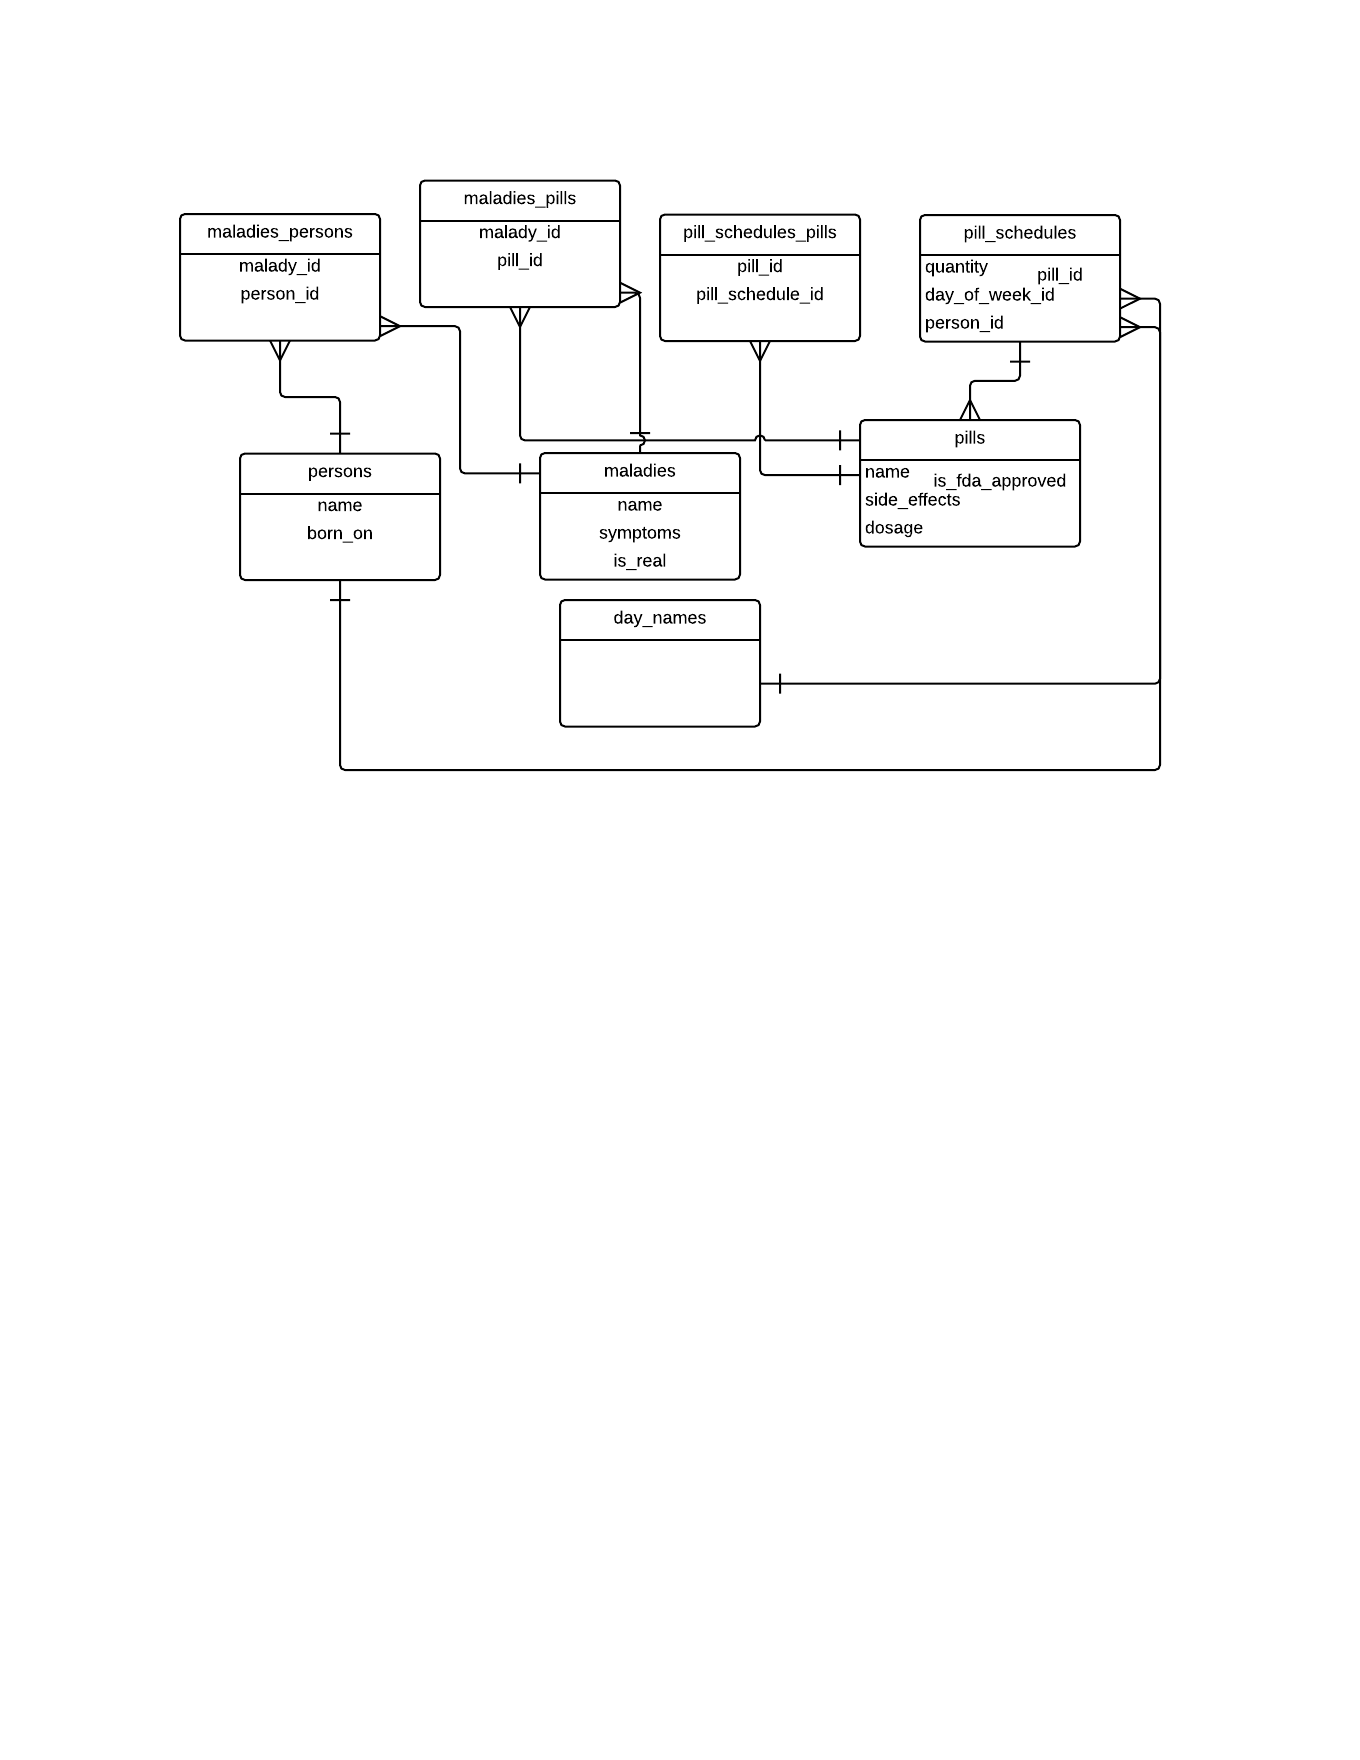 maladies_persons
malady_id
person_id
maladies_pills
malady_id
pill_id
pill_schedules_pills
pill_id
pill_schedule_id
pill_schedules
quantity
pill_id
day_of_week_id
person_id
persons
name
born_on
maladies
name
symptoms
is_real
pills
name
is_fda_approved
side_effects
dosage
day_names